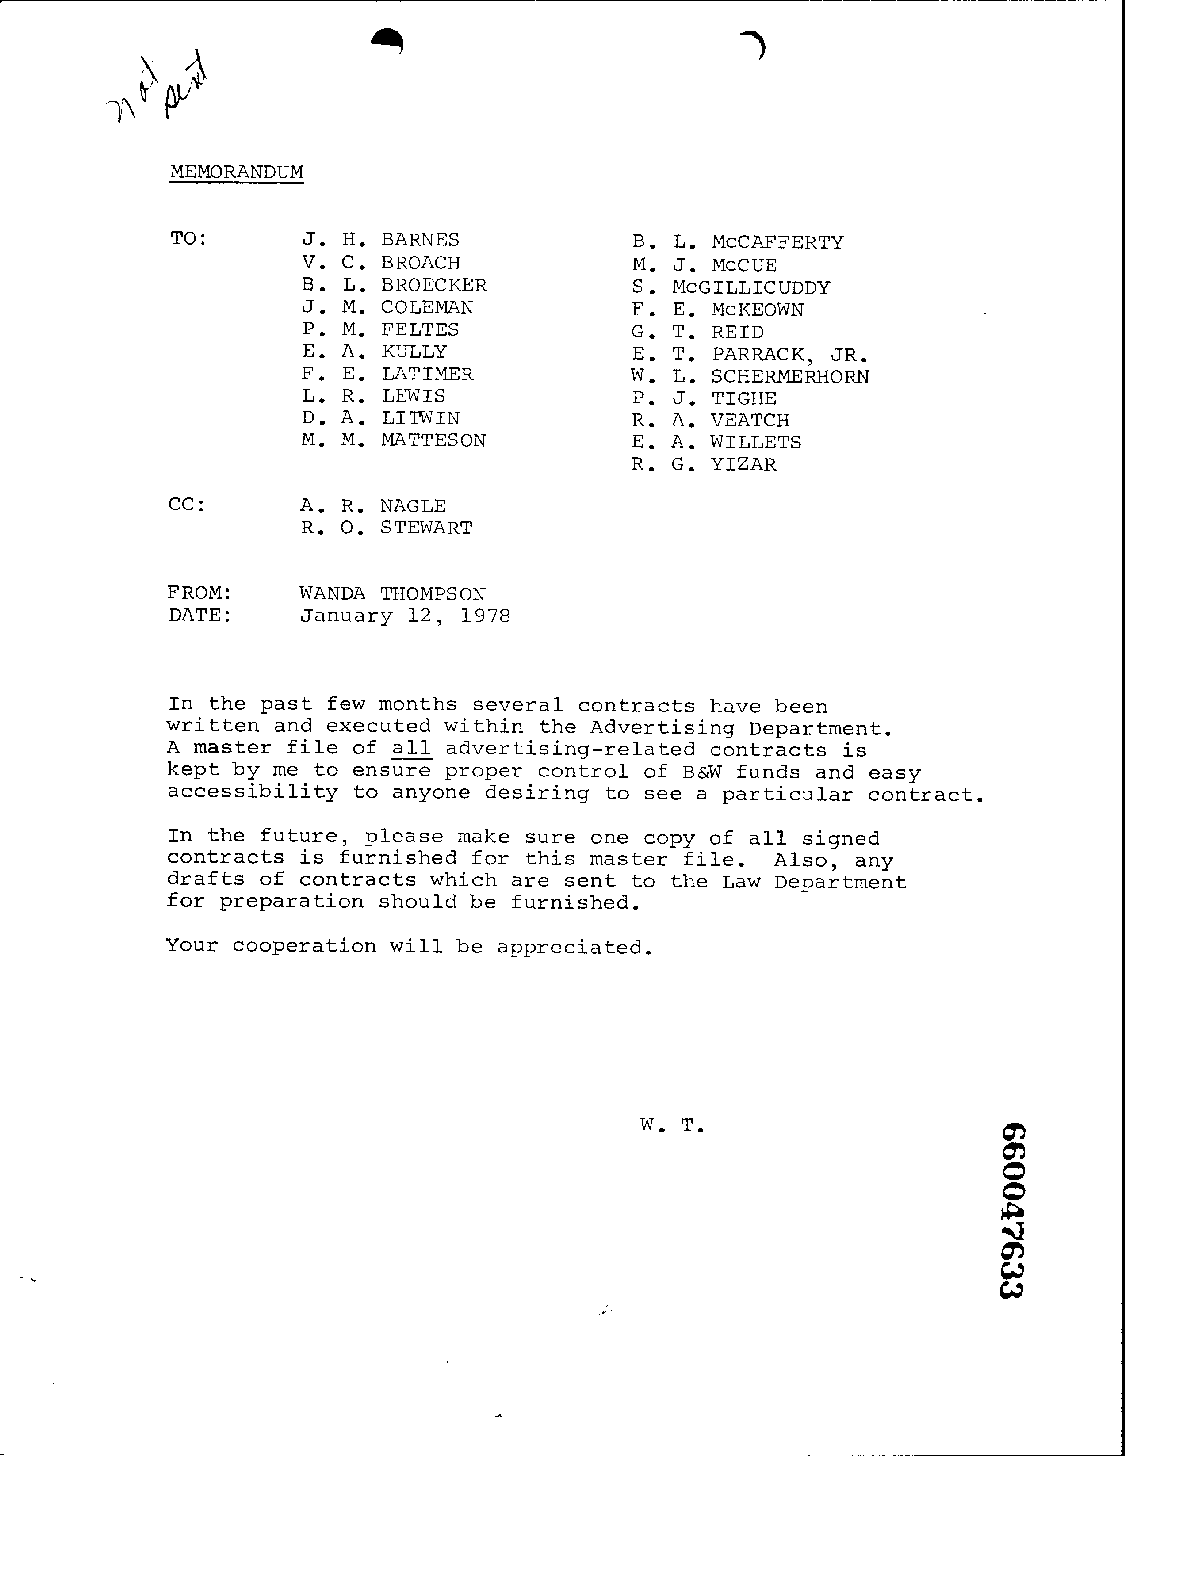 not
sent
MEMORANDUM
TO: J. H. BARNES B. L. McCAFFERTY
V. C. BROACH M. J. McCUE
B. L. BROECKER S. McGILLICUDDY
J. M. COLEMAN F. E. McKEOWN
P. M. FELTES G. T. REID
E. A. KULLY E. T. PARRACK, JR.
F. E. LATIMER W. L. SCHERMERHORN
L. R. LEWIS P. J. TIGHE
D. A. LITWIN R. A. VEATCH
M. M. MATTESON E. A. WILLETS
R. G. YIZAR
CC: A. R. NAGLE
R. O. STEWART
FROM: WANDA THOMPSON
DATE: January 12, 1978
In the past few months several contracts have been
written and executed within the Advertising Department.
A master file of all advertising-related contracts is
kept by me to ensure proper control of B&W funds and easy
accessibility to anyone desiring to see a particular contract.
In the future, please make sure one copy of all signed
contracts is furnished for this master file. Also, any
drafts of contracts which are sent to the Law Department
for preparation should be furnished.
Your cooperation will be appreciated.
W. T.
660047633